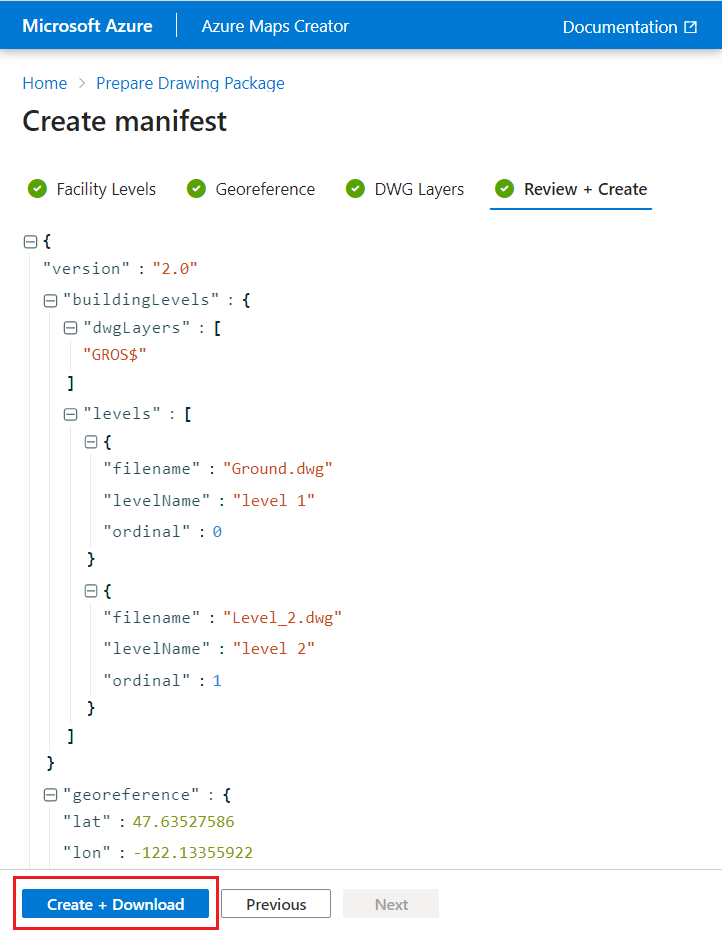 Microsoft Azure Azure Maps Creator Documentation
Home > Prepare Drawing Package
Create manifest
Facility Levels Georeference DWG Layers Review + Create
{
"version" : "2.0"
"buildingLevels" : {
"dwgLayers" : [
"GROS$"
]
"levels" : [
{
"filename" : "Ground.dwg"
"levelName" : "level 1"
"ordinal" : 0
}
{
"filename" : "Level_2.dwg"
"levelName" : "level 2"
"ordinal" : 1
}
]
}
"georeference" : {
"lat" : 47.63527586
"lon" : -122.13355922
Create + Download Previous Next